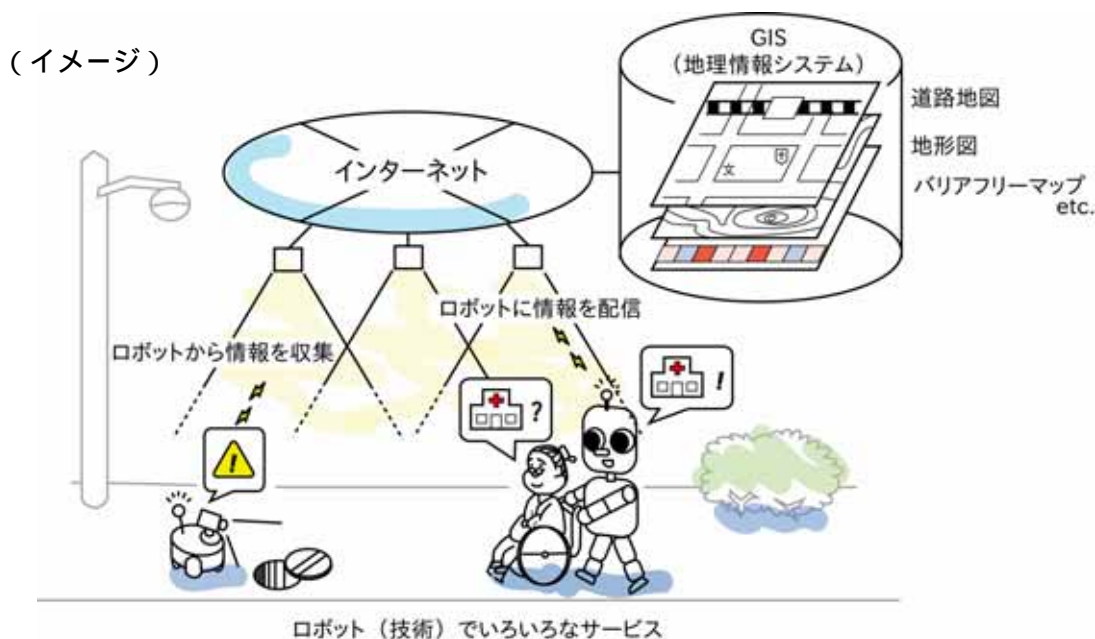 (イメージ)
GIS
(地理情報システム)
道路地図
地形図
バリアフリーマップ
etc.
文
インターネット
ロボットに情報を配信
ロボットから情報を収集
?
!
!
ロボット（技術）でいろいろなサービス